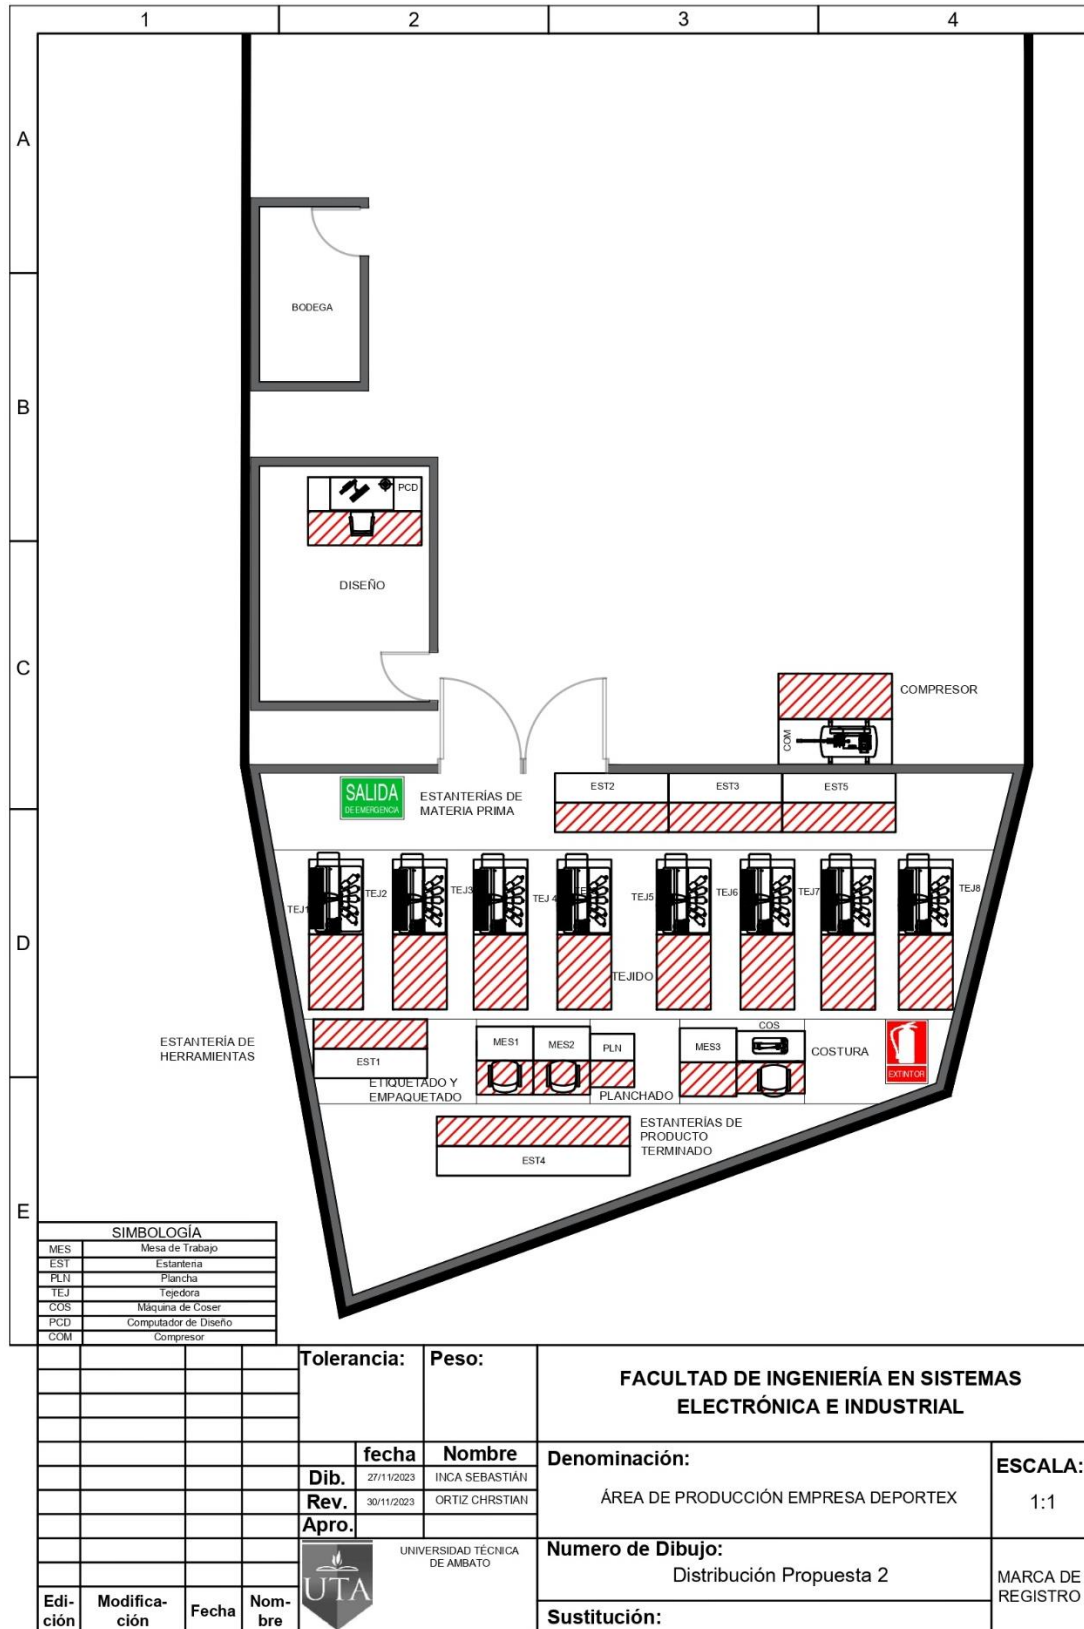 1 2 3 4
A
B
C
D
E
BODEGA
PCD
DISEÑO
COMPRESOR
COM
SALIDA
DE EMERGENCIA
ESTANTERÍAS DE
MATERIA PRIMA
EST2
EST3
EST5
TEJ1
TEJ2
TEJ3
TEJ 4
TEJ5
TEJ6
TEJ7
TEJ8
TEJIDO
ESTANTERÍA DE
HERRAMIENTAS
EST1
MES1
MES2
PLN
MES3
COS
COSTURA
EXTINTOR
ETIQUETADO Y
EMPAQUETADO
PLANCHADO
ESTANTERÍAS DE
PRODUCTO
TERMINADO
EST4
SIMBOLOGÍA
MES Mesa de Trabajo
EST Estanteria
PLN Plancha
TEJ Tejedora
COS Máquina de Coser
PCD Computador de Diseño
COM Compresor
Tolerancia: Peso:
FACULTAD DE INGENIERÍA EN SISTEMAS
ELECTRÓNICA E INDUSTRIAL
fecha Nombre
Dib. 27/11/2023 INCA SEBASTIÁN
Rev. 30/11/2023 ORTIZ CHRSTIAN
Apro.
Denominación:
ÁREA DE PRODUCCIÓN EMPRESA DEPORTEX
ESCALA:
1:1
UTA
UNIVERSIDAD TÉCNICA
DE AMBATO
Numero de Dibujo:
Distribución Propuesta 2
MARCA DE
REGISTRO
Sustitución:
Edi-
ción
Modifica-
ción
Fecha
Nom-
bre